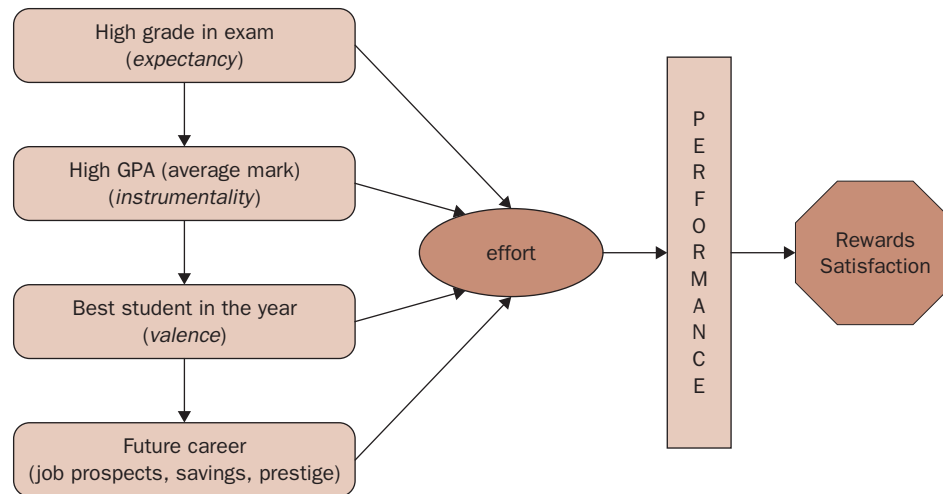 High grade in exam
(expectancy)
High GPA (average mark)
(instrumentality)
Best student in the year
(valence)
Future career
(job prospects, savings, prestige)
effort
PERFORMANCE
Rewards
Satisfaction